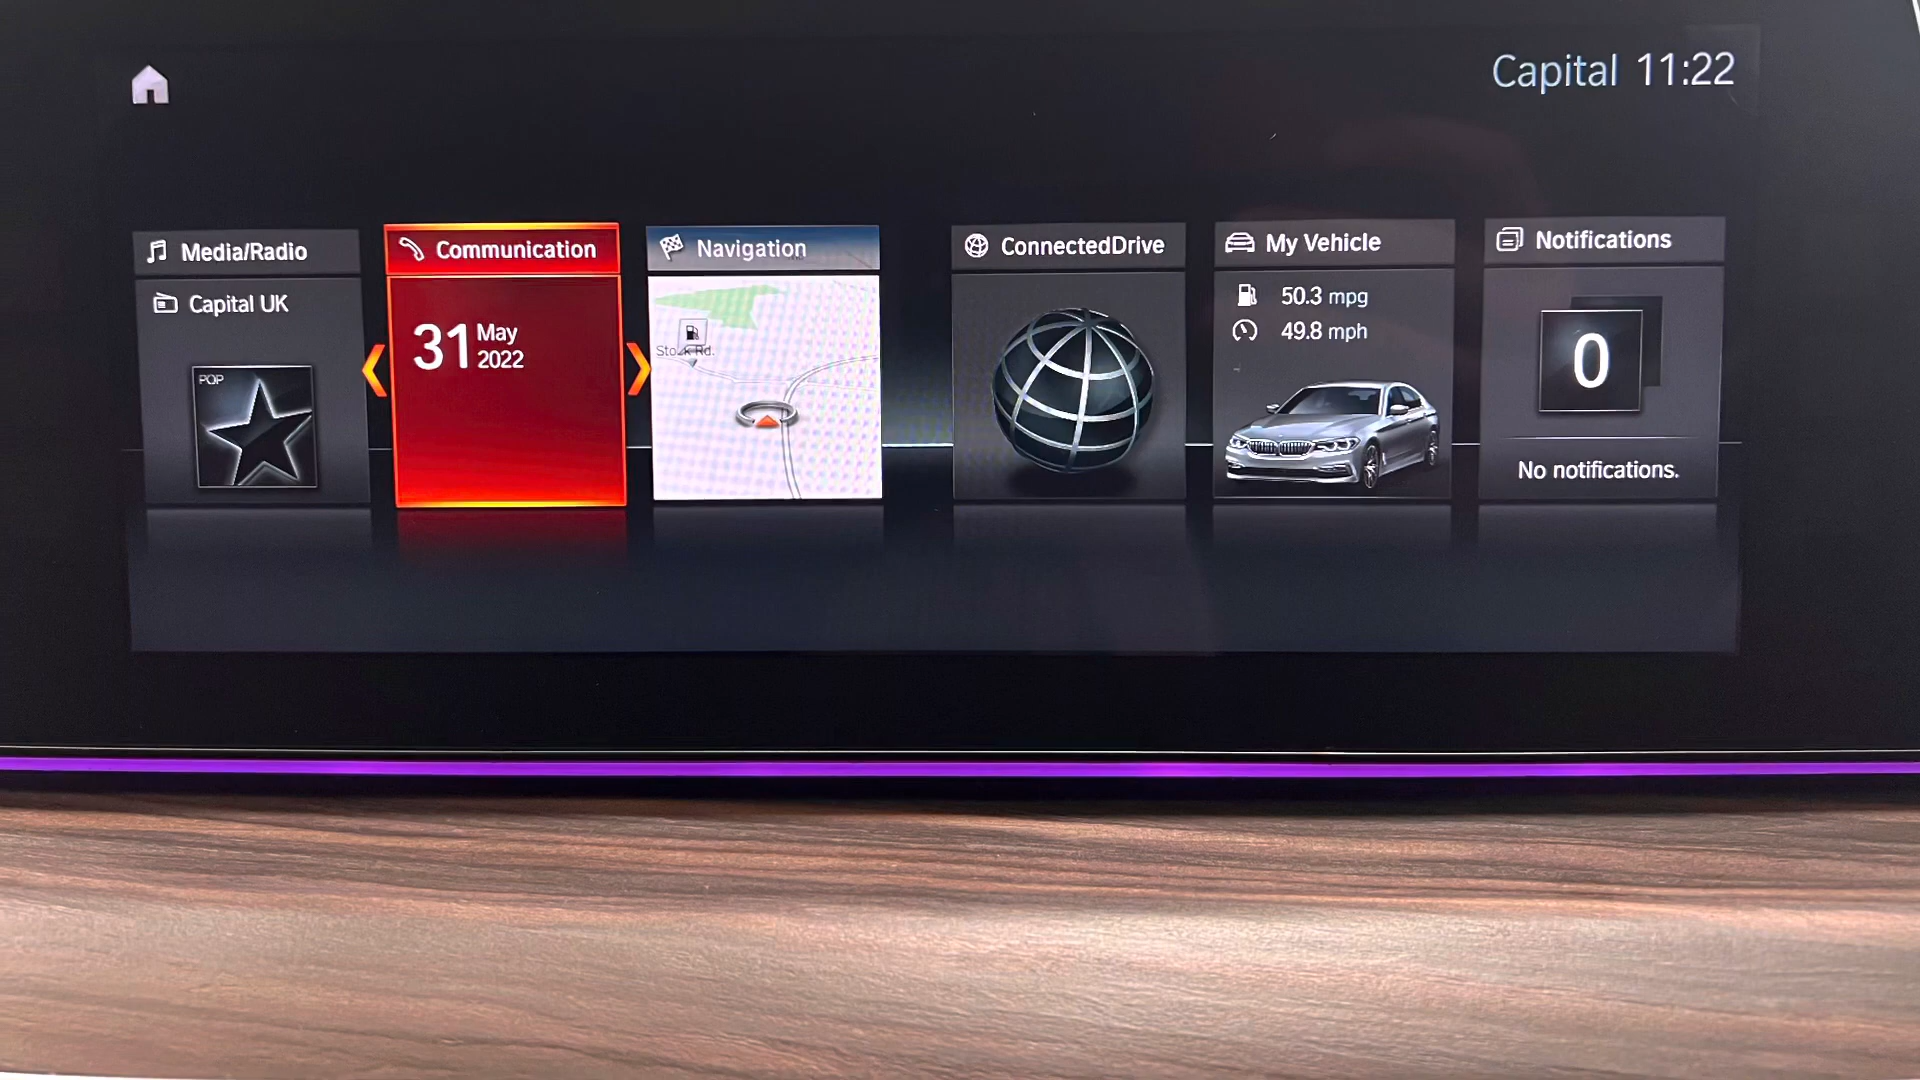 Capital 11:22
Media/Radio
Capital UK
POP
Communication
31 May
2022
Navigation
Stock Rd.
ConnectedDrive
My Vehicle
50.3 mpg
49.8 mph
Notifications
0
No notifications.